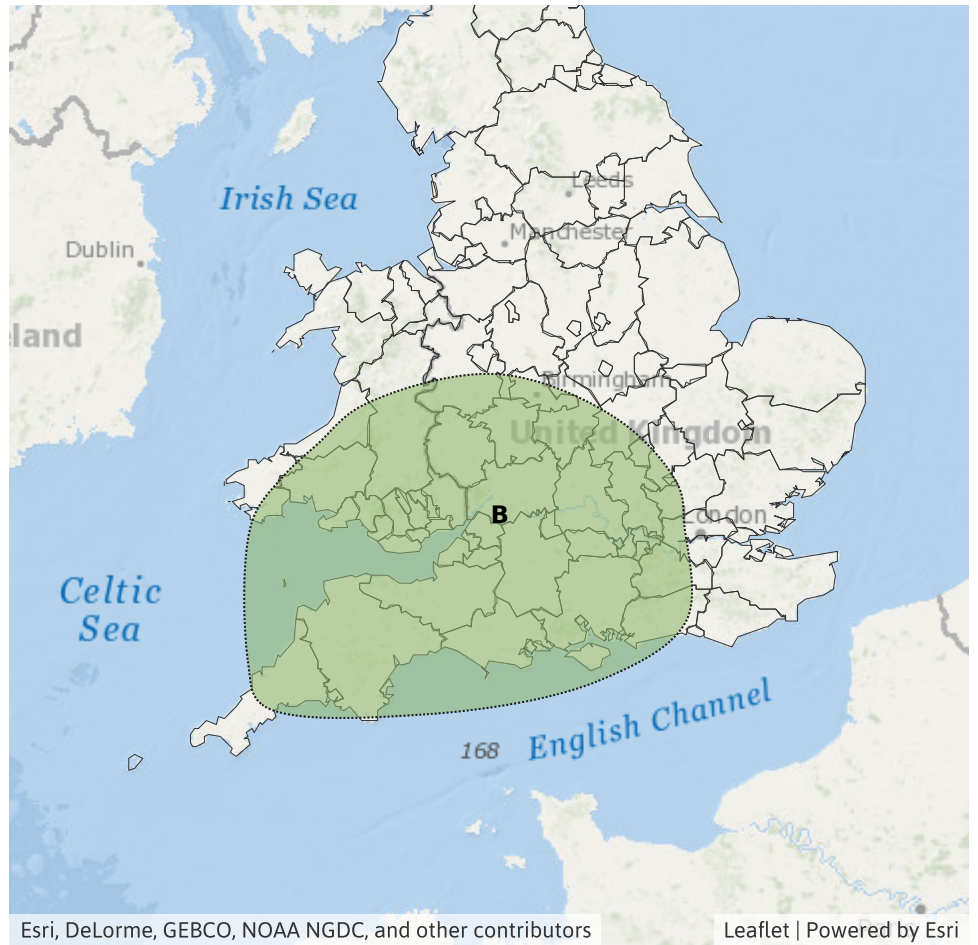 Leeds
Irish Sea
Manchester
Dublin
land
Birmingham
United Kingdom
B
London
Celtic
Sea
English Channel
168
Esri, DeLorme, GEBCO, NOAA NGDC, and other contributors
Leaflet | Powered by Esri